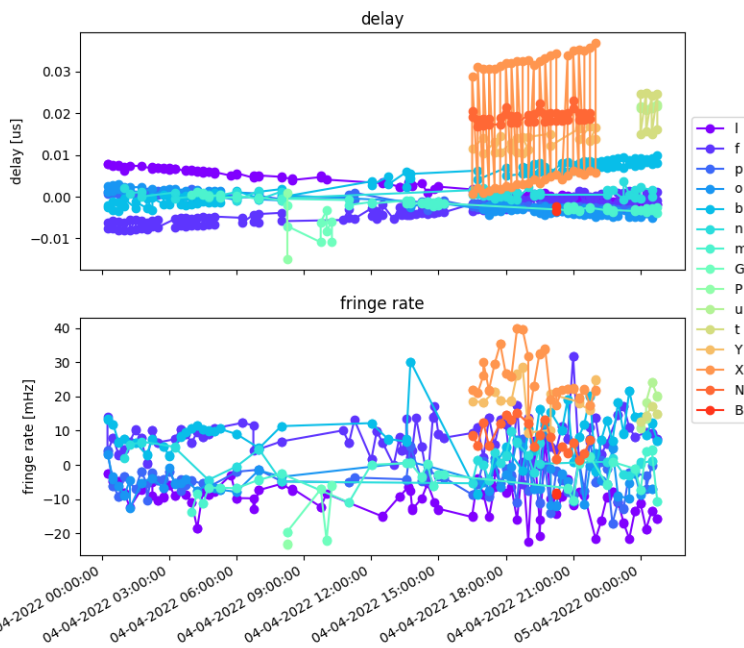 delay
delay [us]
0.03
0.02
0.01
0.00
−0.01
fringe rate
fringe rate [mHz]
40
30
20
10
0
−10
−20
04-2022 00:00:00
04-04-2022 03:00:00
04-04-2022 06:00:00
04-04-2022 09:00:00
04-04-2022 12:00:00
04-04-2022 15:00:00
04-04-2022 18:00:00
04-04-2022 21:00:00
05-04-2022 00:00:00
f
p
o
b
n
m
G
P
u
t
Y
X
N
B